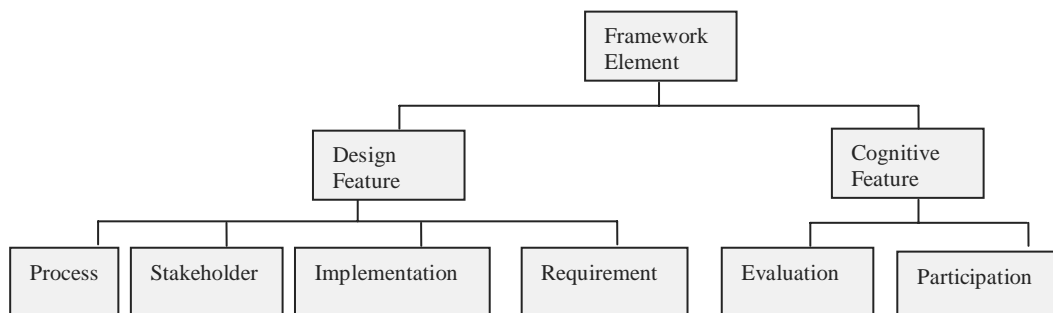 Framework
Element
Design
Feature
Cognitive
Feature
Process
Stakeholder
Implementation
Requirement
Evaluation
Participation